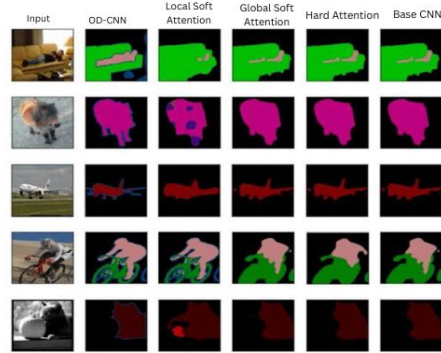 Input
OD-CNN
Local Soft
Attention
Global Soft
Attention
Hard Attention
Base CNN